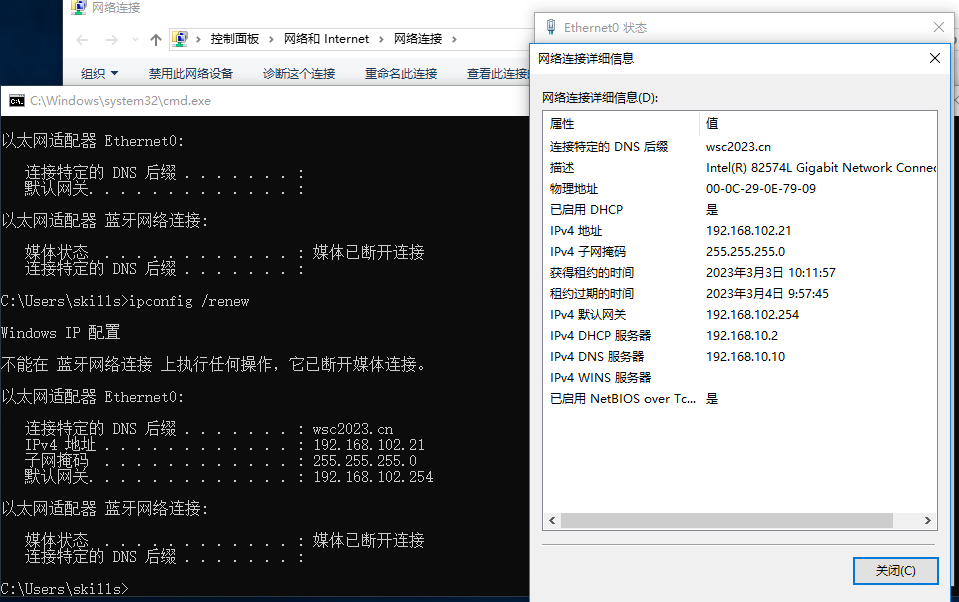 网络连接
控制面板 > 网络和 Internet > 网络连接 >
组织 禁用此网络设备 诊断这个连接 重命名此连接 查看此连接
C:\Windows\system32\cmd.exe
以太网适配器 Ethernet0:
连接特定的 DNS 后缀 . . . . . . . :
默认网关. . . . . . . . . . . . . :
以太网适配器 蓝牙网络连接:
媒体状态 . . . . . . . . . . . . : 媒体已断开连接
连接特定的 DNS 后缀 . . . . . . . :
C:\Users\skills>ipconfig /renew
Windows IP 配置
不能在 蓝牙网络连接 上执行任何操作，它已断开媒体连接。
以太网适配器 Ethernet0:
连接特定的 DNS 后缀 . . . . . . . : wsc2023.cn
IPv4 地址 . . . . . . . . . . . . : 192.168.102.21
子网掩码 . . . . . . . . . . . . : 255.255.255.0
默认网关. . . . . . . . . . . . . : 192.168.102.254
以太网适配器 蓝牙网络连接:
媒体状态 . . . . . . . . . . . . : 媒体已断开连接
连接特定的 DNS 后缀 . . . . . . . :
C:\Users\skills>
Ethernet0 状态
网络连接详细信息
网络连接详细信息(D):
属性 值
连接特定的 DNS 后缀 wsc2023.cn
描述 Intel(R) 82574L Gigabit Network Connec
物理地址 00-0C-29-0E-79-09
已启用 DHCP 是
IPv4 地址 192.168.102.21
IPv4 子网掩码 255.255.255.0
获得租约的时间 2023年3月3日 10:11:57
租约过期的时间 2023年3月4日 9:57:45
IPv4 默认网关 192.168.102.254
IPv4 DHCP 服务器 192.168.10.2
IPv4 DNS 服务器 192.168.10.10
IPv4 WINS 服务器
已启用 NetBIOS over Tc... 是
关闭(C)